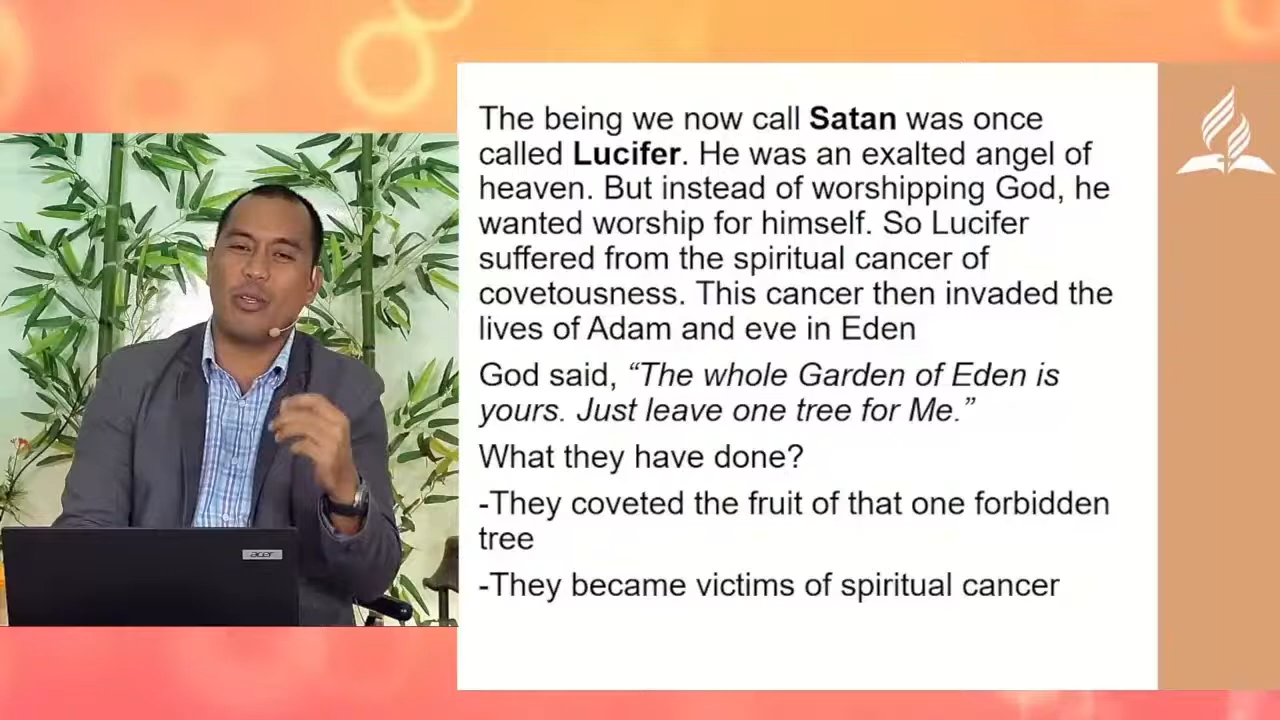 The being we now call Satan was once
called Lucifer. He was an exalted angel of
heaven. But instead of worshipping God, he
wanted worship for himself. So Lucifer
suffered from the spiritual cancer of
covetousness. This cancer then invaded the
lives of Adam and eve in Eden
God said, “The whole Garden of Eden is
yours. Just leave one tree for Me.”
What they have done?
-They coveted the fruit of that one forbidden
tree
-They became victims of spiritual cancer
acer